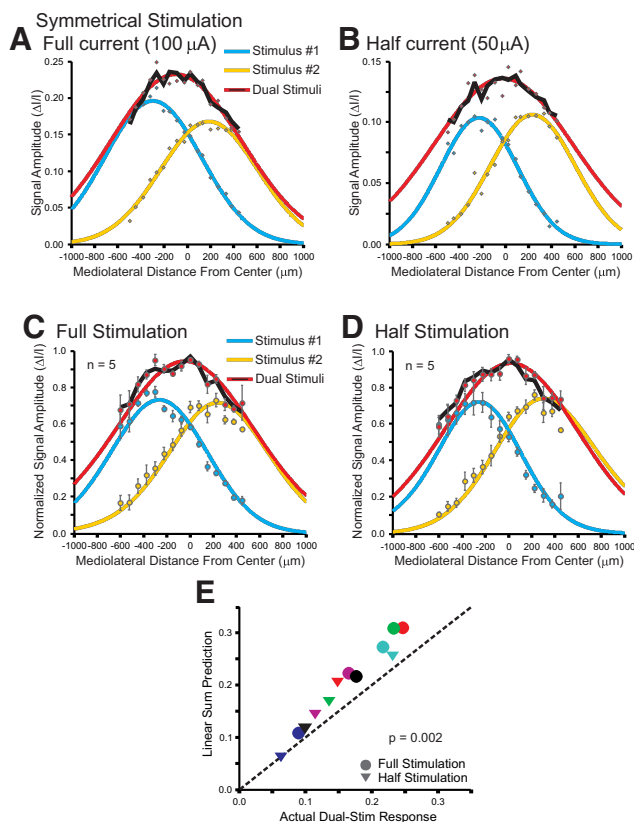 Symmetrical Stimulation
A Full current (100 µA)
B Half current (50µA)
Stimulus #1
Stimulus #2
Dual Stimuli
Signal Amplitude (ΔI/I)
0.25
0.20
0.15
0.10
0.05
0.00
-1000 -800 -600 -400 -200 0 200 400 600 800 1000
Mediolateral Distance From Center (µm)
Signal Amplitude (ΔI/I)
0.15
0.10
0.05
0.00
-1000 -800 -600 -400 -200 0 200 400 600 800 1000
Mediolateral Distance From Center (µm)
C Full Stimulation
D Half Stimulation
Stimulus #1
Stimulus #2
Dual Stimuli
n = 5
Normalized Signal Amplitude (ΔI/I)
1.0
0.8
0.6
0.4
0.2
0.0
-1000 -800 -600 -400 -200 0 200 400 600 800 1000
Mediolateral Distance From Center (µm)
n = 5
Normalized Signal Amplitude (ΔI/I)
1.0
0.8
0.6
0.4
0.2
0.0
-1000 -800 -600 -400 -200 0 200 400 600 800 1000
Mediolateral Distance From Center (µm)
E
Linear Sum Prediction
0.3
0.2
0.1
0.0
0.0 0.1 0.2 0.3
Actual Dual-Stim Response
p = 0.002
Full Stimulation
Half Stimulation